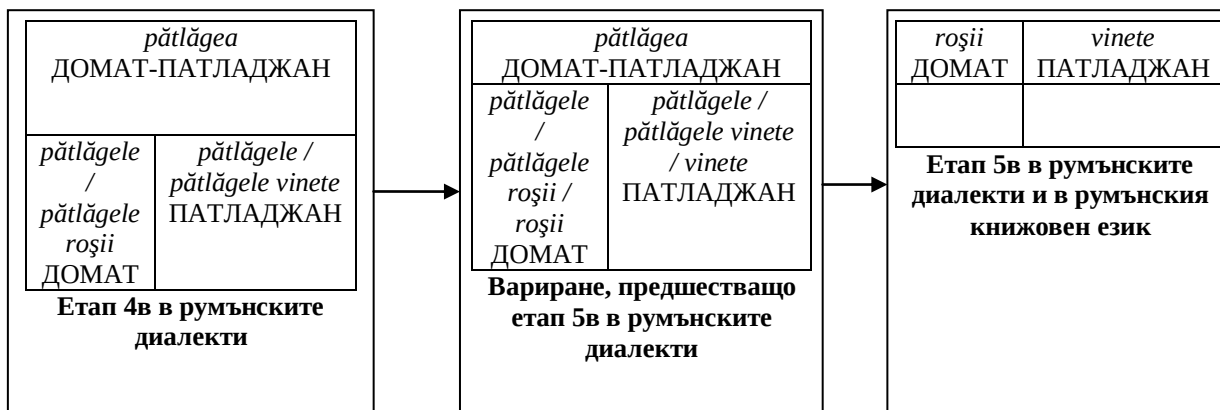 pătlăgea
ДОМАТ-ПАТЛАДЖАН
pătlăgele
/
pătlăgele
roşii
ДОМАТ
pătlăgele /
pătlăgele vinete
ПАТЛАДЖАН
Етап 4в в румънските
диалекти
pătlăgea
ДОМАТ-ПАТЛАДЖАН
pătlăgele
/
pătlăgele
roşii /
roşii
ДОМАТ
pătlăgele /
pătlăgele vinete
/ vinete
ПАТЛАДЖАН
Вариране, предшестващо
етап 5в в румънските
диалекти
roşii
ДОМАТ
vinete
ПАТЛАДЖАН
Етап 5в в румънските
диалекти и в румънския
книжовен език